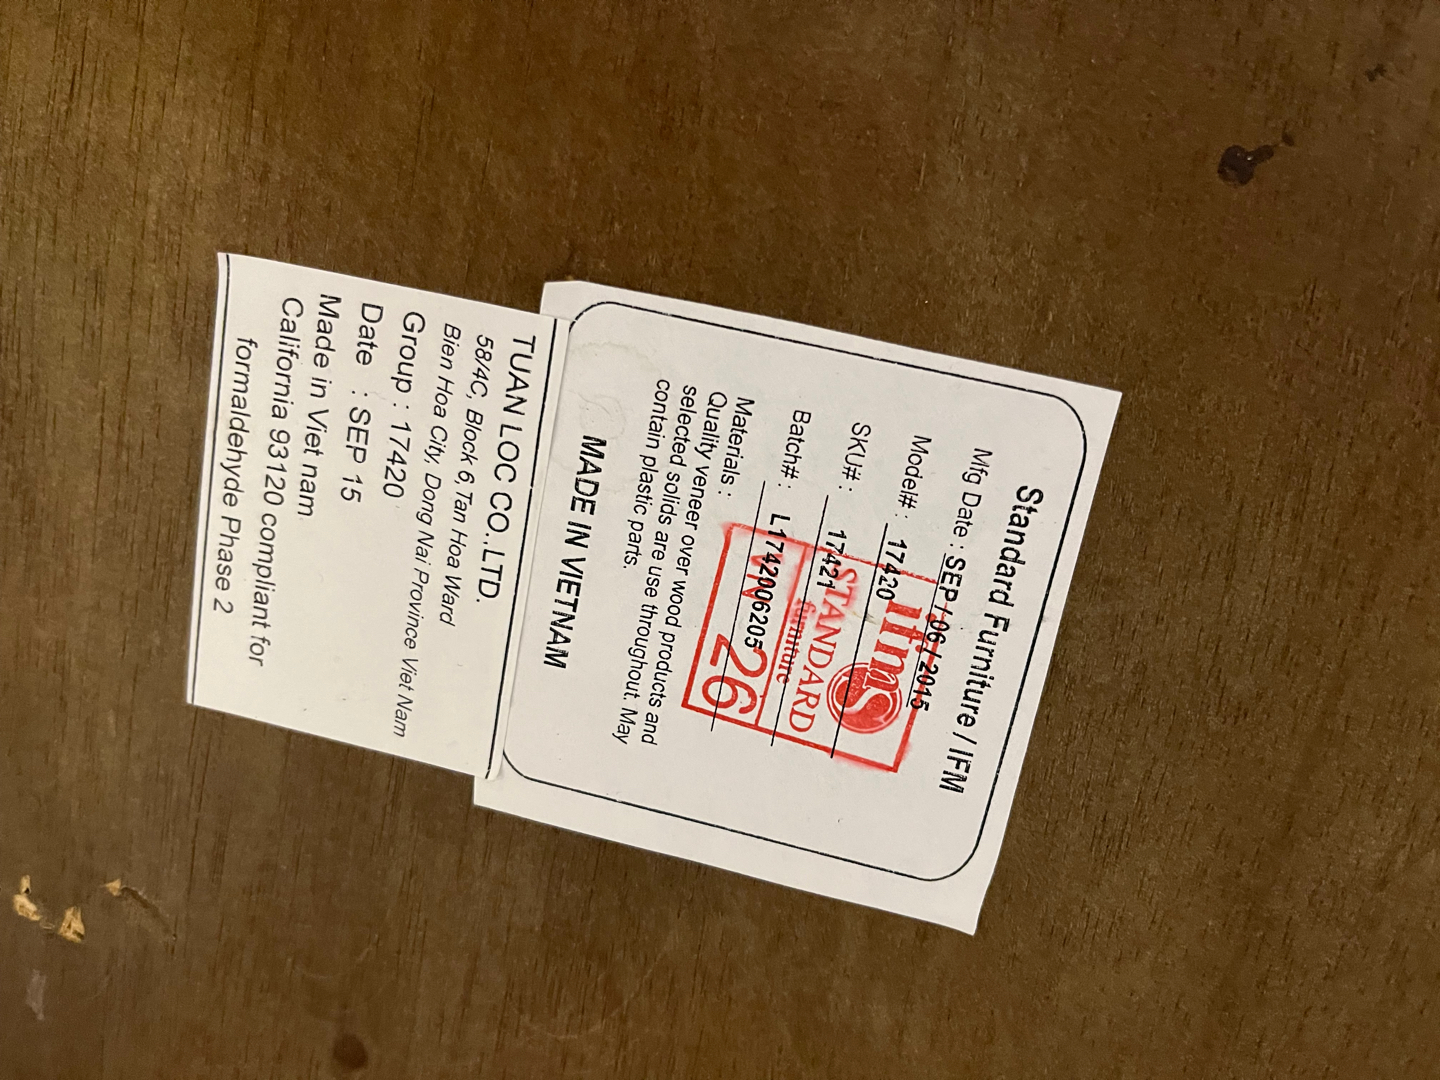 Standard Furniture / IFM
Mfg Date : SEP / 06 / 2015
Model# : 17420
SKU# : 17421
Batch# : L1742006205
Materials :
Quality veneer over wood products and
selected solids are use throughout. May
contain plastic parts.
MADE IN VIETNAM
STANDARD
furniture
VN 26
TUAN LOC CO.,LTD.
58/4C, Block 6,Tan Hoa Ward
Bien Hoa City, Dong Nai Province Viet Nam
Group : 17420
Date : SEP 15
Made in Viet nam
California 93120 compliant for
formaldehyde Phase 2